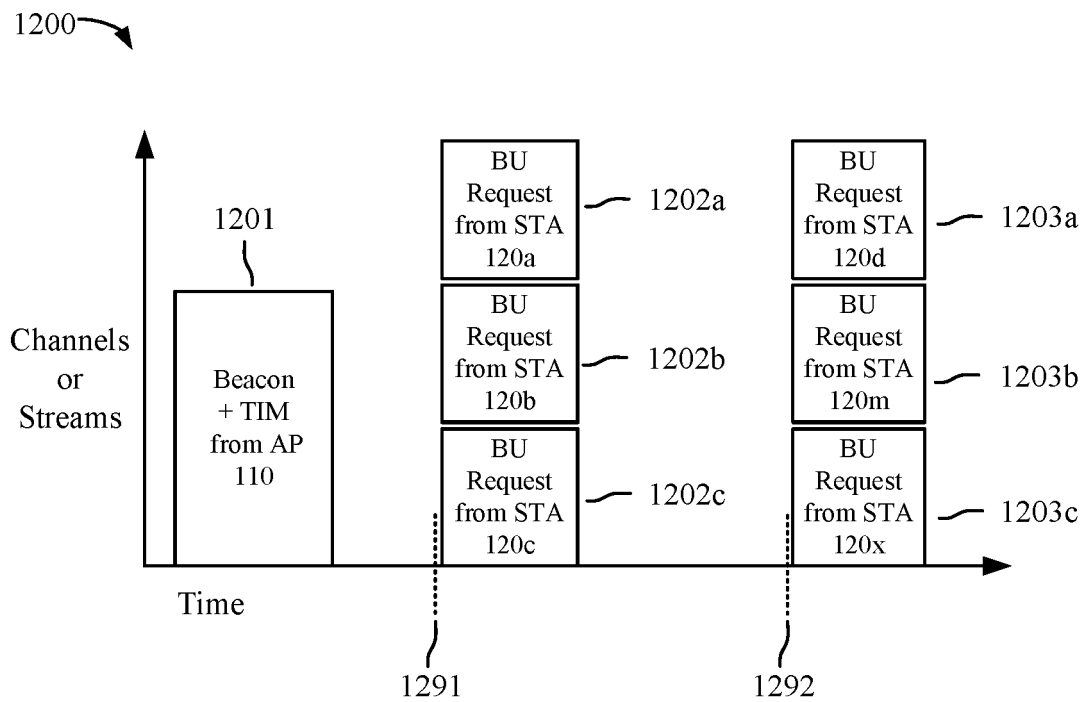 1200
1201
Channels
or
Streams
Beacon
+ TIM
from AP
110
BU
Request
from STA
120a
1202a
BU
Request
from STA
120b
1202b
BU
Request
from STA
120c
1202c
BU
Request
from STA
120d
1203a
BU
Request
from STA
120m
1203b
BU
Request
from STA
120x
1203c
Time
1291
1292